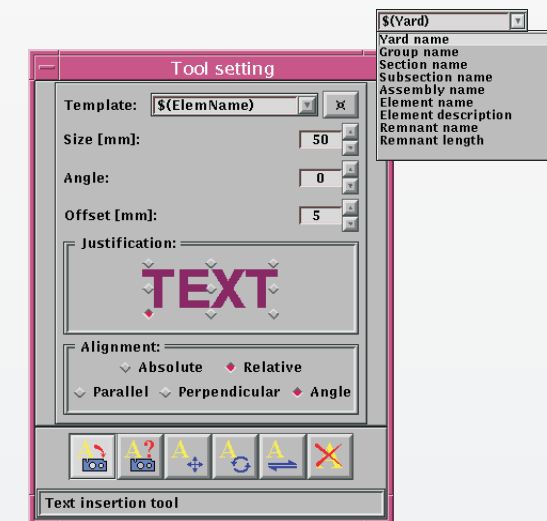 $(Yard)
Yard name
Group name
Section name
Subsection name
Assembly name
Element name
Element description
Remnant name
Remnant length
Tool setting
Template: $(ElemName)
Size [mm]: 50
Angle: 0
Offset [mm]: 5
Justification:
TEXT
Alignment:
Absolute Relative
Parallel Perpendicular Angle
A A? A A A A
Text insertion tool